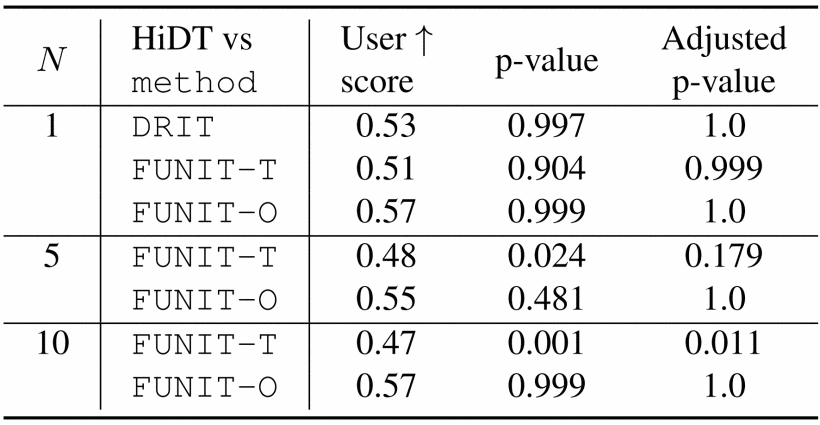 N HiDT vs method User ↑ score p-value Adjusted p-value
1 DRIT 0.53 0.997 1.0
FUNIT-T 0.51 0.904 0.999
FUNIT-O 0.57 0.999 1.0
5 FUNIT-T 0.48 0.024 0.179
FUNIT-O 0.55 0.481 1.0
10 FUNIT-T 0.47 0.001 0.011
FUNIT-O 0.57 0.999 1.0